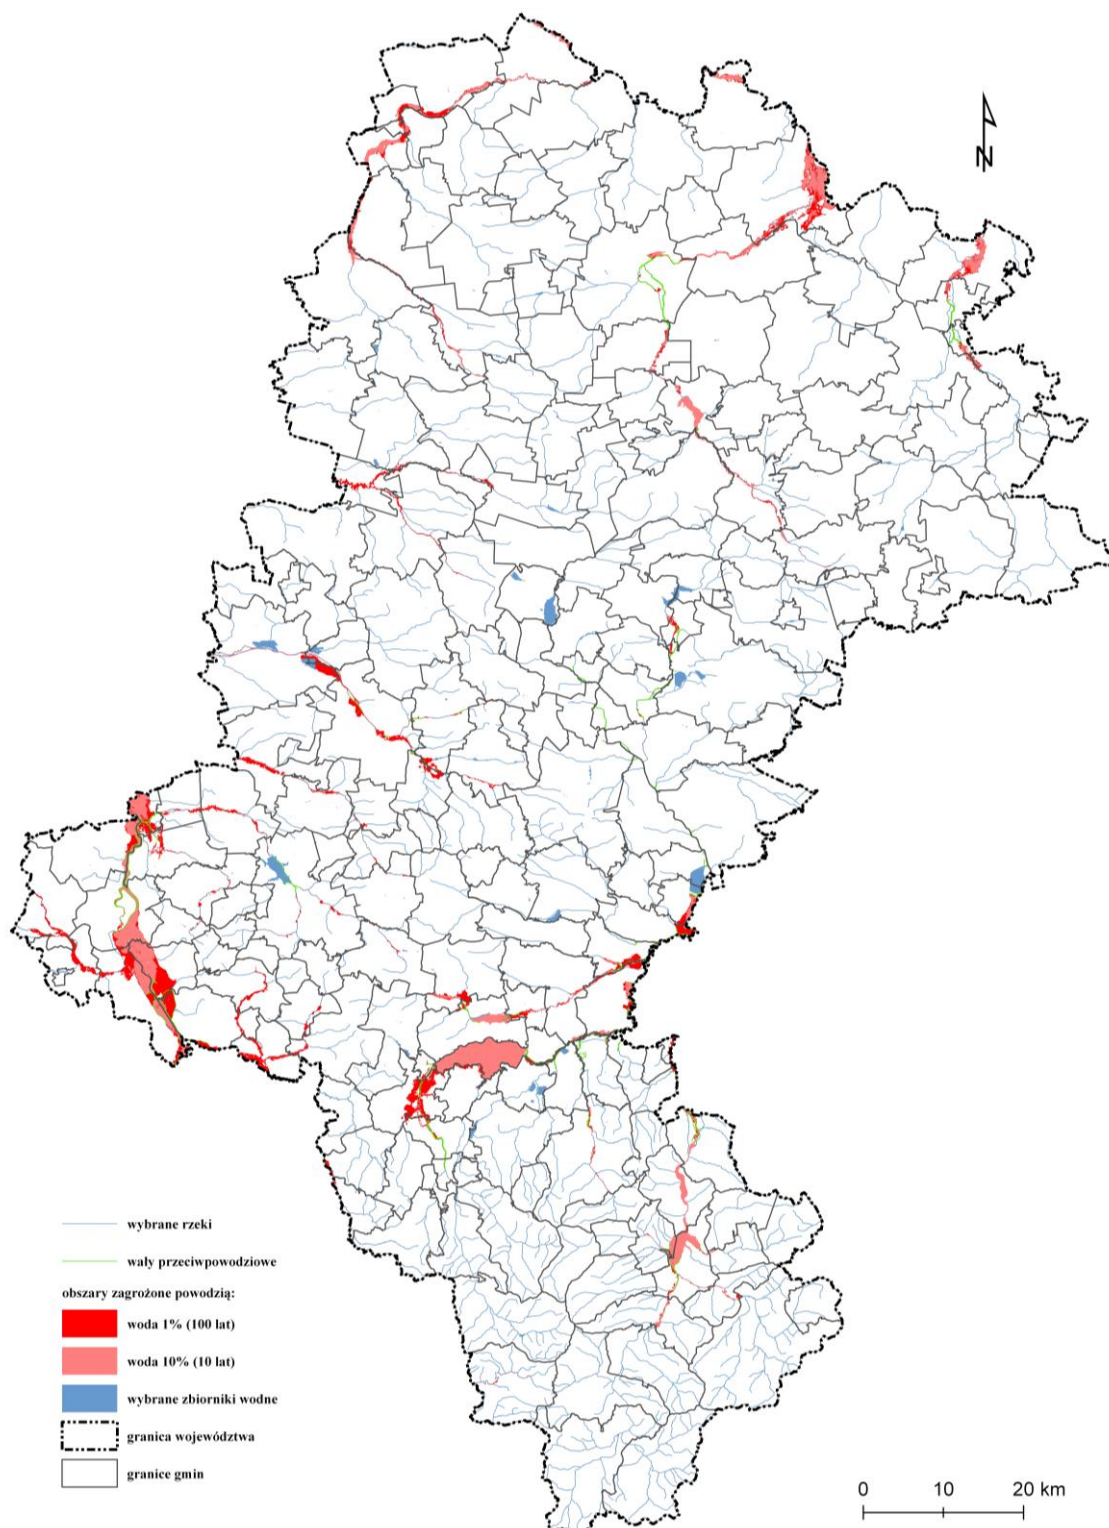 N
wybrane rzeki
wały przeciwpowodziowe
obszary zagrożone powodzią:
woda 1% (100 lat)
woda 10% (10 lat)
wybrane zbiorniki wodne
granica województwa
granice gmin
0 10 20 km